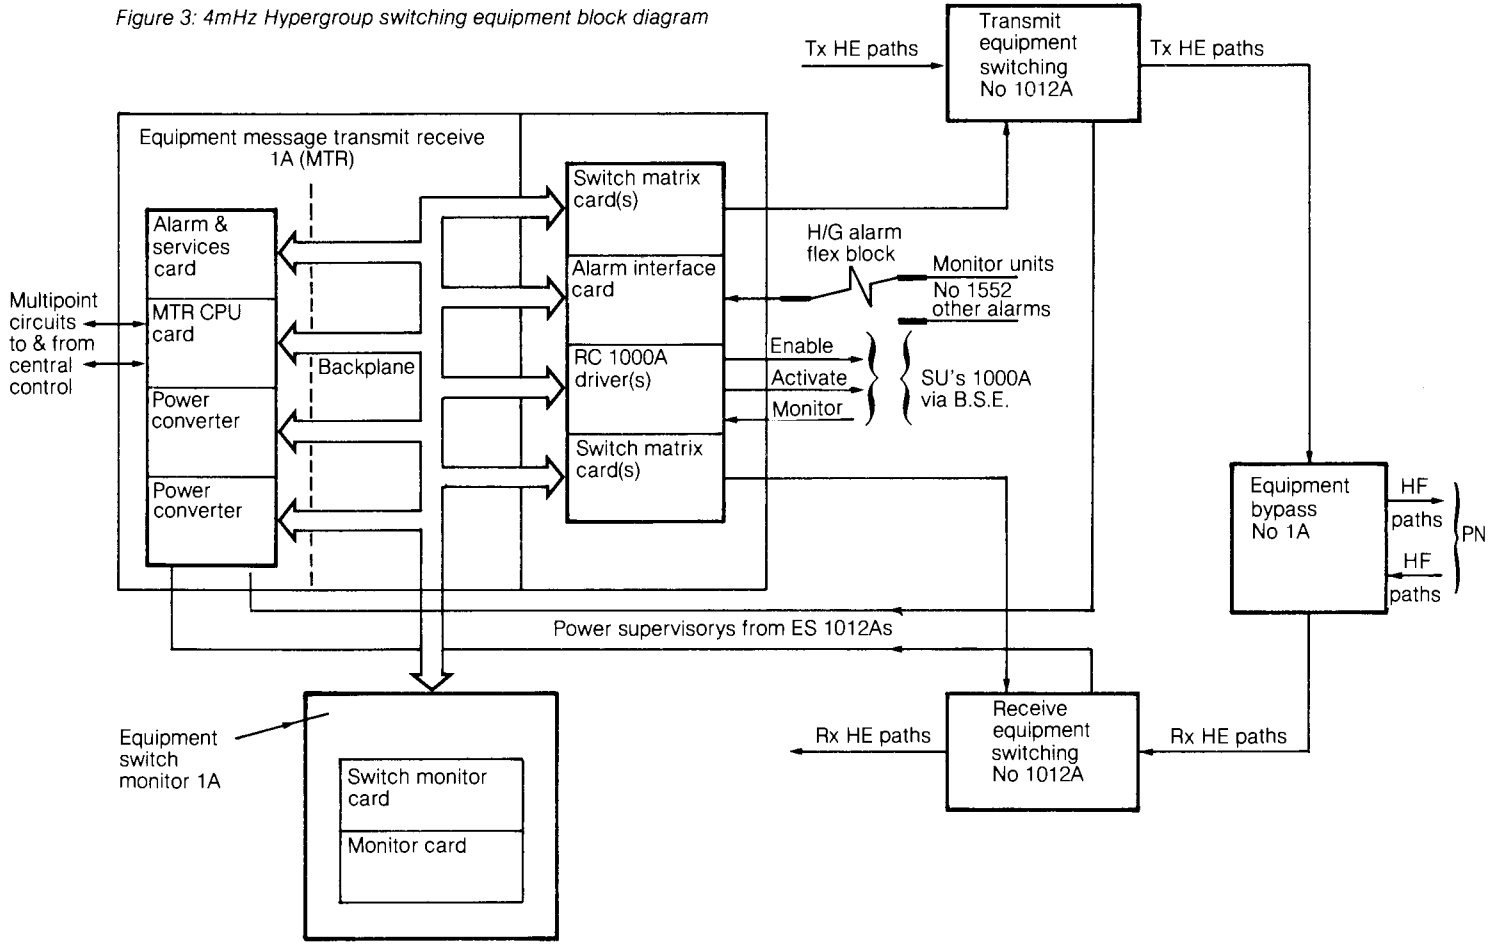 Figure 3: 4mHz Hypergroup switching equipment block diagram
Transmit
equipment
switching
No 1012A
Tx HE paths
Tx HE paths
Equipment message transmit receive
1A (MTR)
Switch matrix
card(s)
Alarm &
services
card
H/G alarm
flex block
Alarm interface
card
Monitor units
No 1552
other alarms
Multipoint
circuits
to & from
central
control
MTR CPU
card
Backplane
RC 1000A
driver(s)
Enable
Activate
Monitor
SU's 1000A
via B.S.E.
Power
converter
Switch matrix
card(s)
Power
converter
Equipment
bypass
No 1A
HF
paths
HF
paths
PN
Power supervisorys from ES 1012As
Equipment
switch
monitor 1A
Switch monitor
card
Monitor card
Rx HE paths
Receive
equipment
switching
No 1012A
Rx HE paths